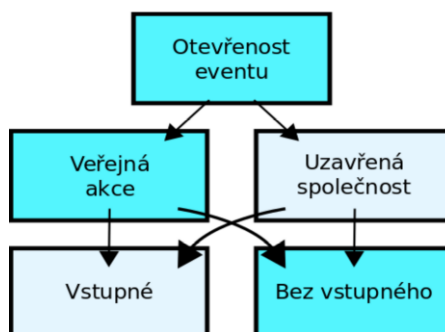 Otevřenost
eventu
Veřejná
akce
Uzavřená
společnost
Vstupné
Bez vstupného